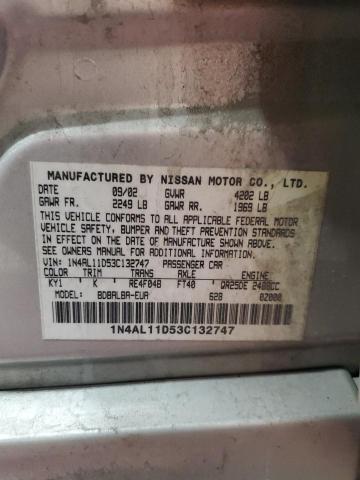 MANUFACTURED BY NISSAN MOTOR CO., LTD.
DATE 09/02 GVWR 4202 LB
GAWR FR. 2249 LB GAWR RR. 1969 LB
THIS VEHICLE CONFORMS TO ALL APPLICABLE FEDERAL MOTOR
VEHICLE SAFETY, BUMPER AND THEFT PREVENTION STANDARDS
IN EFFECT ON THE DATE OF MANUFACTURE SHOWN ABOVE.
SEE OWNERS MANUAL FOR ADDITIONAL INFORMATION.
VIN: 1N4AL11D53C132747 PASSENGER CAR
COLOR TRIM TRANS. AXLE ENGINE
KY1 K RE4F04B FT40 QR25DE 2488CC
MODEL: BDBALBA-EUA 62B 0Z000
1N4AL11D53C132747